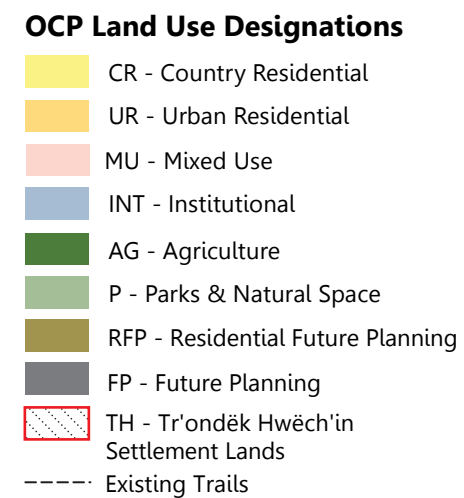 OCP Land Use Designations
CR - Country Residential
UR - Urban Residential
MU - Mixed Use
INT - Institutional
AG - Agriculture
P - Parks & Natural Space
RFP - Residential Future Planning
FP - Future Planning
TH - Tr'ondëk Hwëch'in
Settlement Lands
Existing Trails